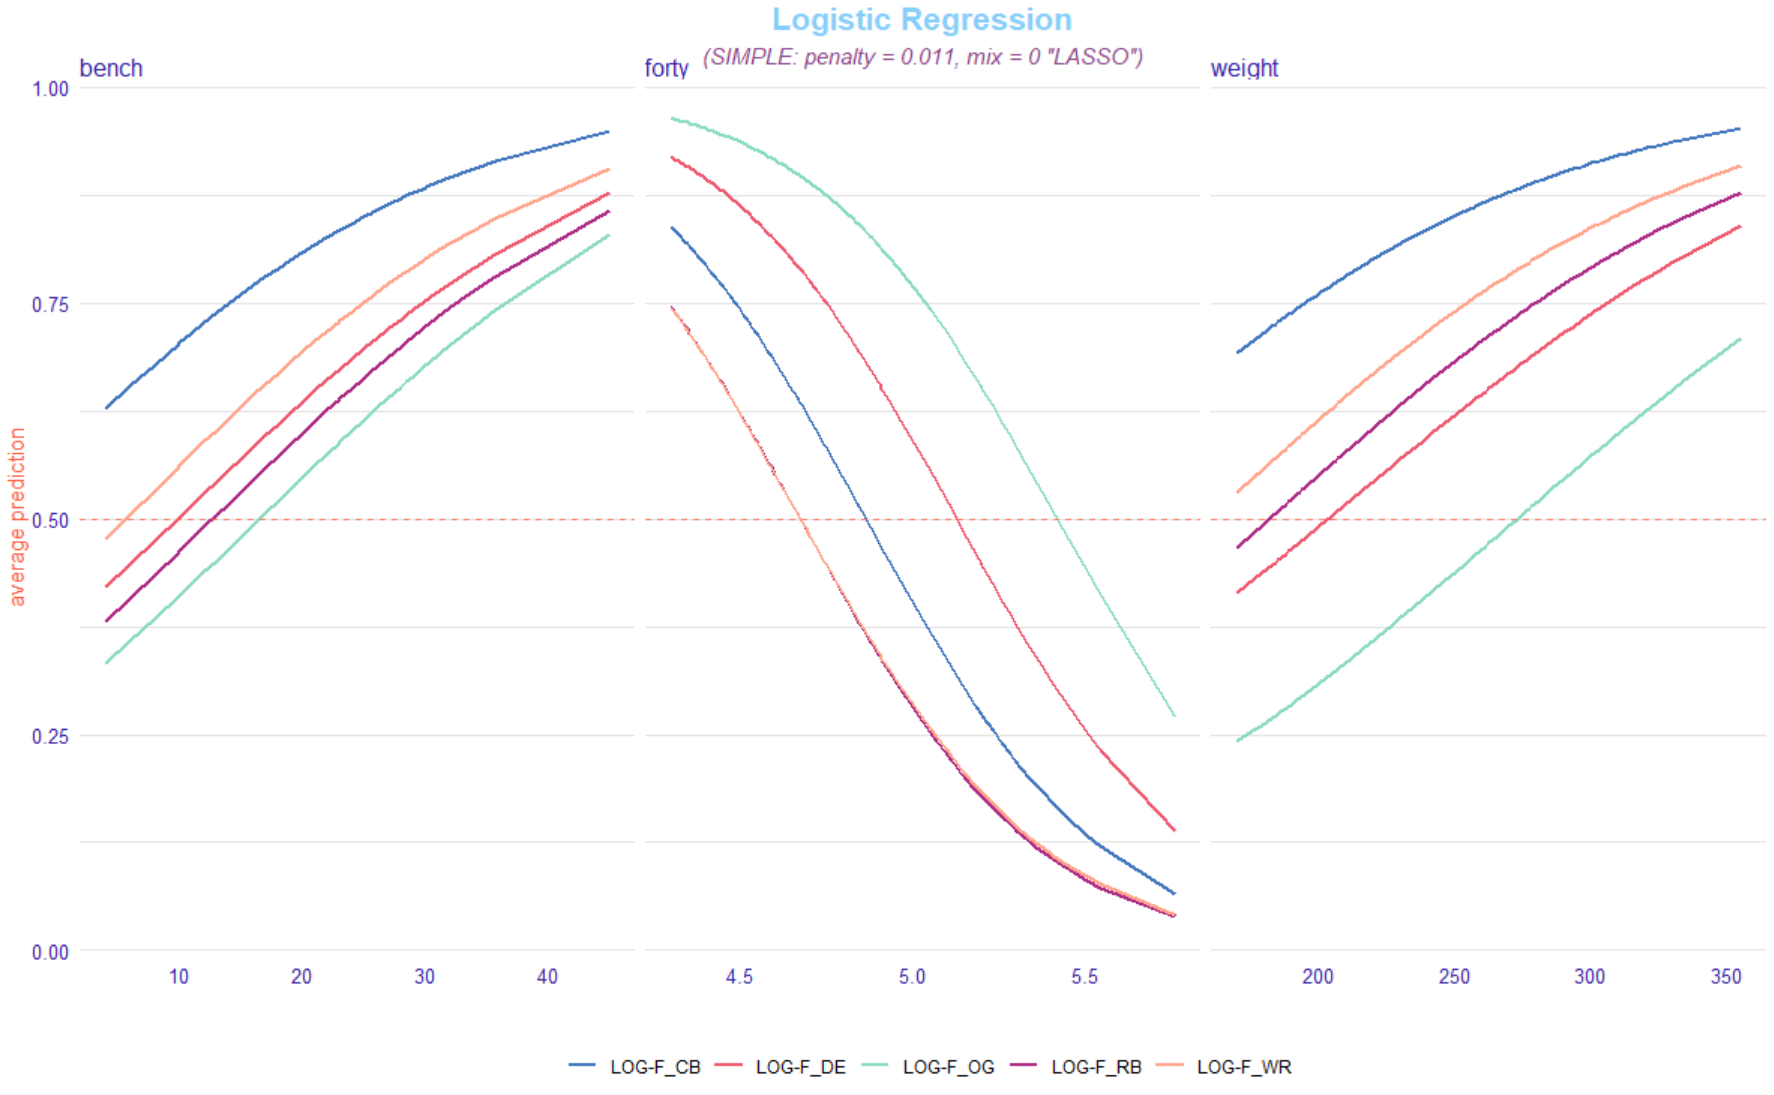 Logistic Regression
(SIMPLE: penalty = 0.011, mix = 0 "LASSO")
bench
forty
weight
average prediction
1.00
0.75
0.50
0.25
0.00
10 20 30 40
4.5 5.0 5.5
200 250 300 350
LOG-F_CB LOG-F_DE LOG-F_OG LOG-F_RB LOG-F_WR